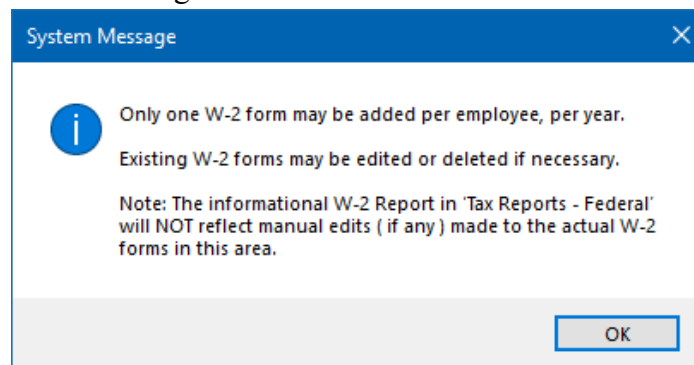 System Message
Only one W-2 form may be added per employee, per year.
Existing W-2 forms may be edited or deleted if necessary.
Note: The informational W-2 Report in 'Tax Reports - Federal'
will NOT reflect manual edits ( if any ) made to the actual W-2
forms in this area.
OK